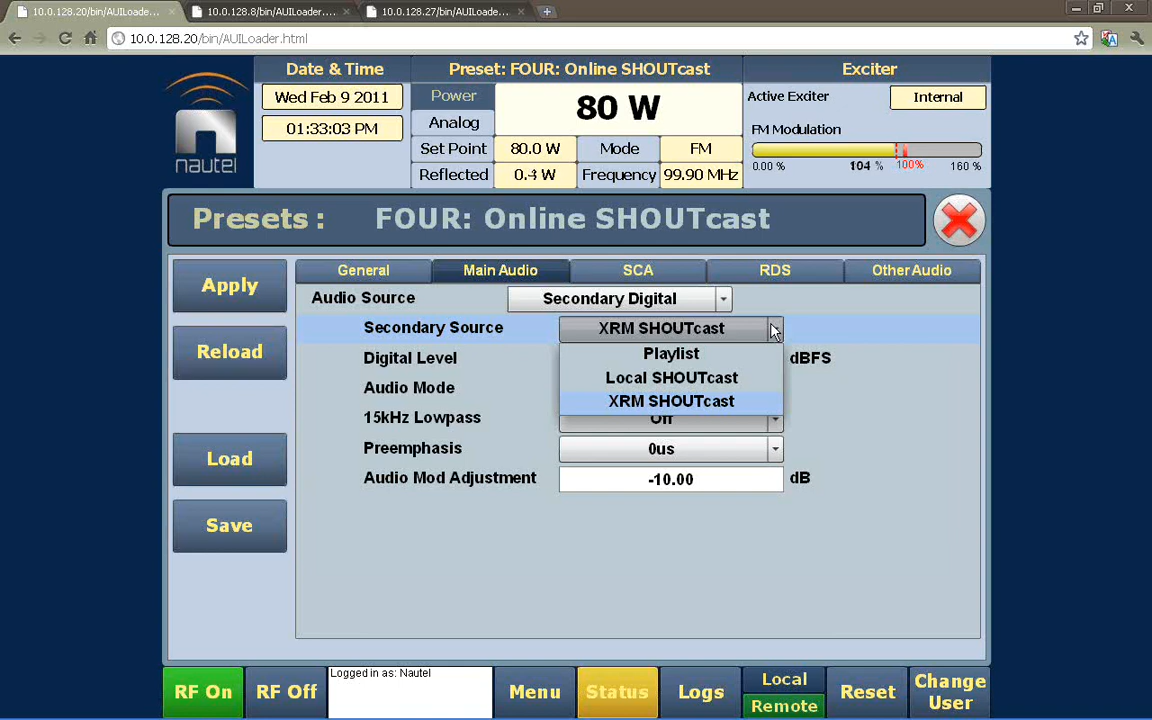 10.0.128.20/bin/AUILoader....
10.0.128.8/bin/AUILoader....
10.0.128.27/bin/AUILoader...
10.0.128.20/bin/AUILoader.html
nautel
Date & Time
Wed Feb 9 2011
01:33:03 PM
Preset: FOUR: Online SHOUTcast
Power
Analog
80 W
Set Point 80.0 W Mode FM
Reflected 0.4 W Frequency 99.90 MHz
Exciter
Active Exciter Internal
FM Modulation
0.00 % 104 % 100% 160 %
Presets : FOUR: Online SHOUTcast
Apply
Reload
Load
Save
General Main Audio SCA RDS Other Audio
Audio Source Secondary Digital
Secondary Source XRM SHOUTcast
Playlist
Local SHOUTcast
XRM SHOUTcast
Digital Level dBFS
Audio Mode
15kHz Lowpass Off
Preemphasis 0us
Audio Mod Adjustment -10.00 dB
RF On
RF Off
Logged in as: Nautel
Menu
Status
Logs
Local
Remote
Reset
Change
User